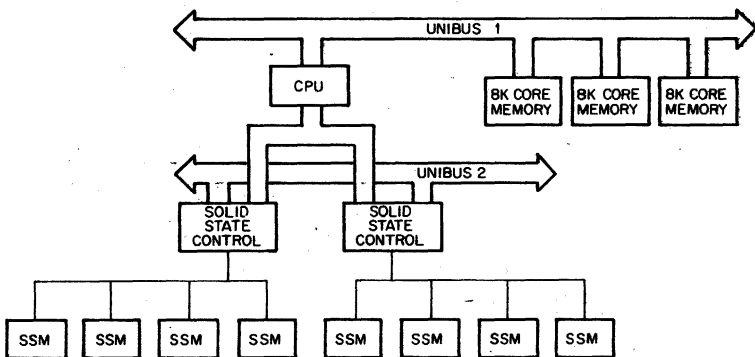 UNIBUS 1
CPU
8K CORE
MEMORY
8K CORE
MEMORY
8K CORE
MEMORY
UNIBUS 2
SOLID
STATE
CONTROL
SOLID
STATE
CONTROL
SSM
SSM
SSM
SSM
SSM
SSM
SSM
SSM